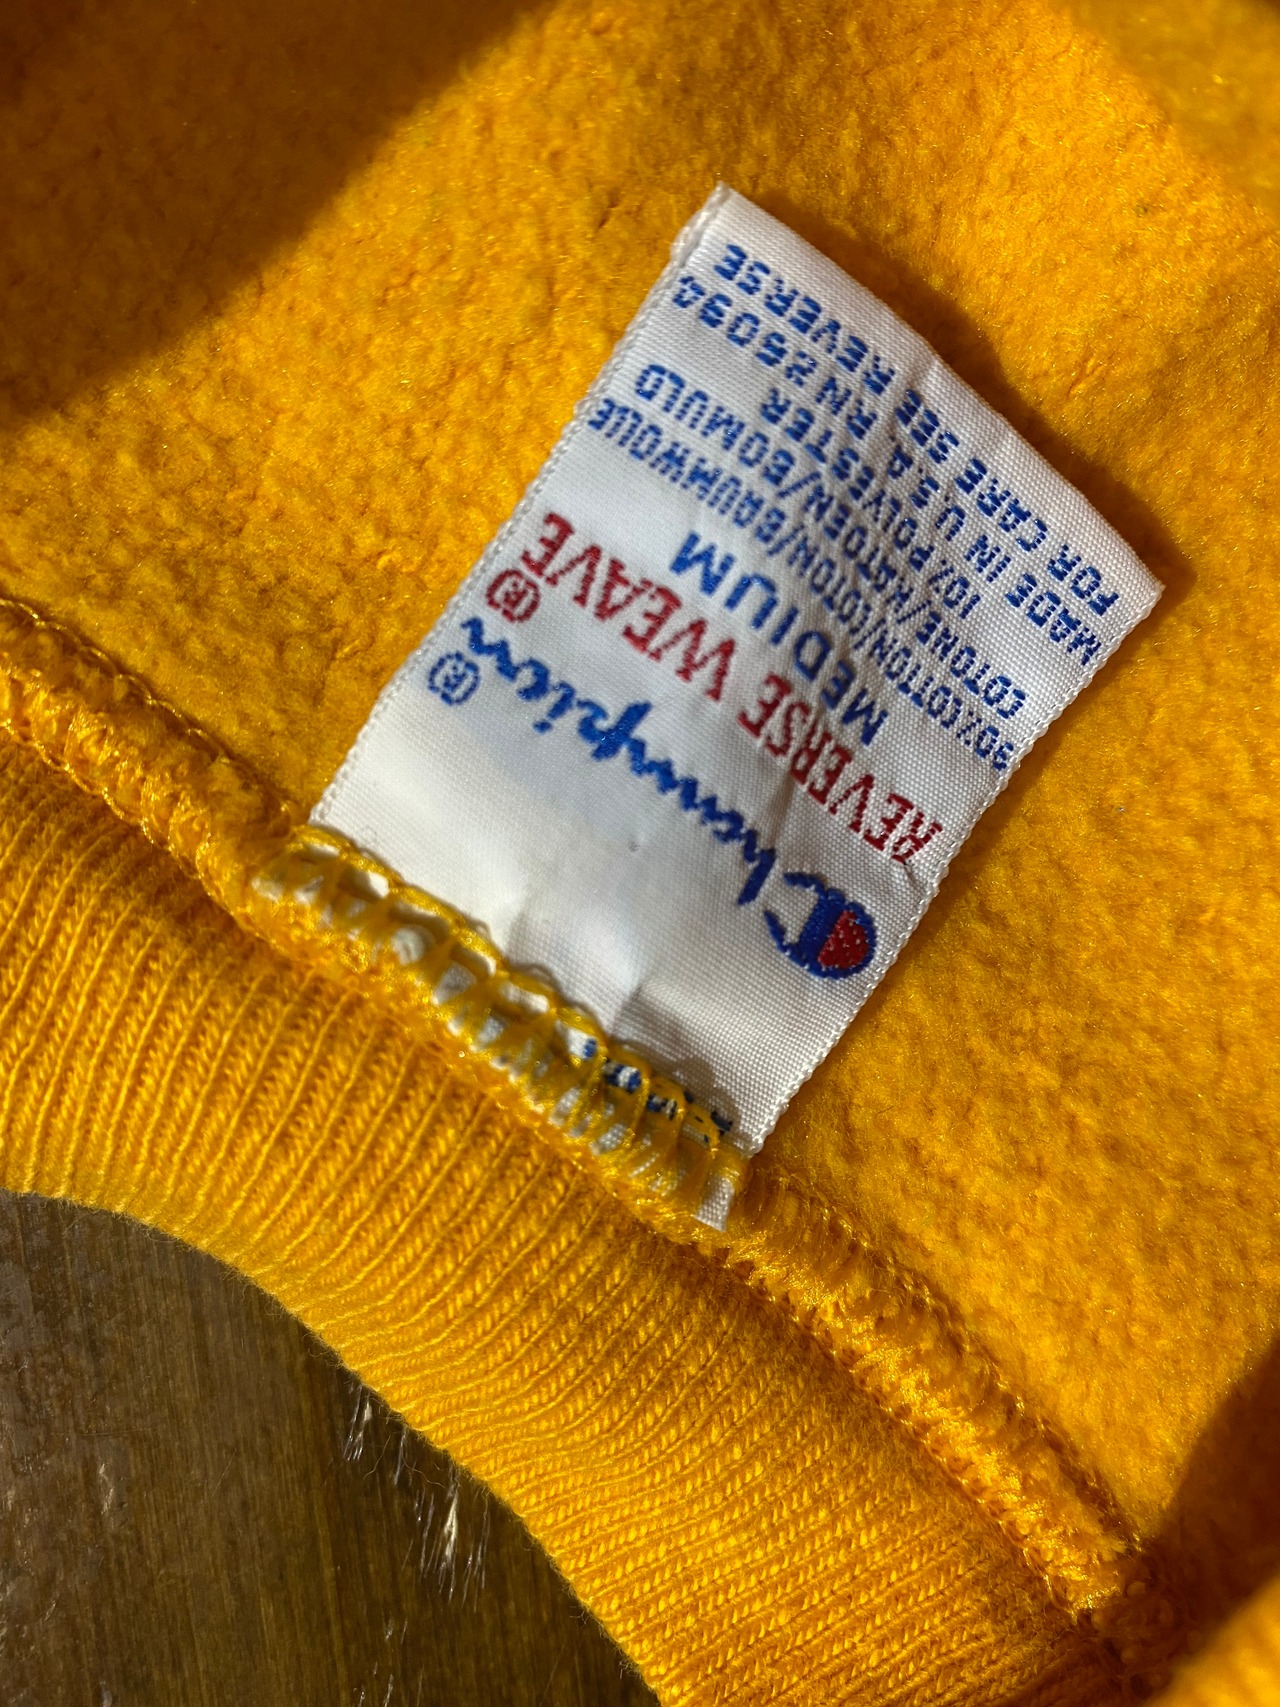 Champion (R)
REVERSE WEAVE (R)
MEDIUM
90%COTTON/COTON/BAUMWOLLE
COTONE/KATOEN/BOMULD
10% POLYESTER
MADE IN U.S.A. RN 26094
FOR CARE SEE REVERSE